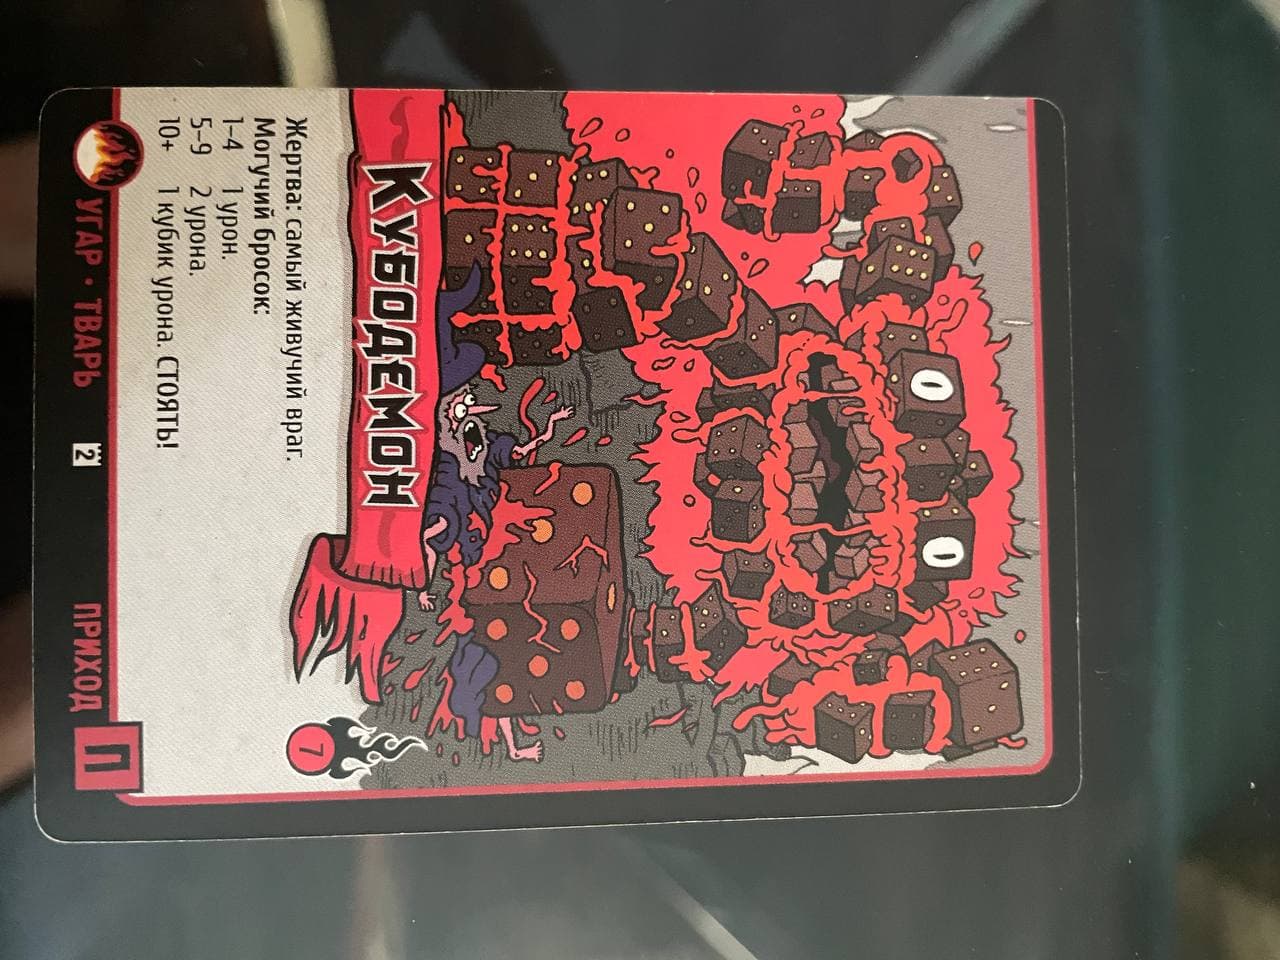 Кубодемон
7
Жертва: самый живучий враг.
Могучий бросок:
1–4 1 урон.
5–9 2 урона.
10+ 1 кубик урона. СТОЯТЬ!
УГАР · ТВАРЬ 2 ПРИХОД П